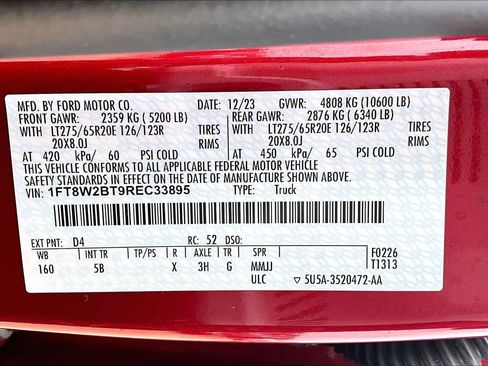 MFD. BY FORD MOTOR CO. 12/23 GVWR: 4808 KG (10600 LB)
FRONT GAWR: 2359 KG (5200 LB) REAR GAWR: 2876 KG (6340 LB)
WITH LT275/65R20E 126/123R TIRES WITH LT275/65R20E 126/123R TIRES
20X8.0J RIMS 20X8.0J RIMS
AT 420 kPa/ 60 PSI COLD AT 450 kPa/ 65 PSI COLD
THIS VEHICLE CONFORMS TO ALL APPLICABLE FEDERAL MOTOR VEHICLE
SAFETY STANDARDS IN EFFECT ON THE DATE OF MANUFACTURE SHOWN ABOVE.
VIN: 1FT8W2BT9REC33895 TYPE: Truck
EXT PNT: D4 RC: 52 DSO:
WB INT TR TP/PS R AXLE TR SPR F0226
160 5B X 3H G MMJJ T1313
ULC 5U5A-3520472-AA